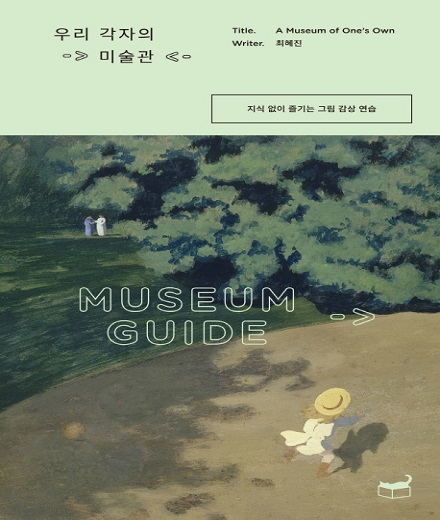 우리 각자의
-> 미술관 <-
Title. A Museum of One's Own
Writer. 최혜진
지식 없이 즐기는 그림 감상 연습
MUSEUM
GUIDE ->